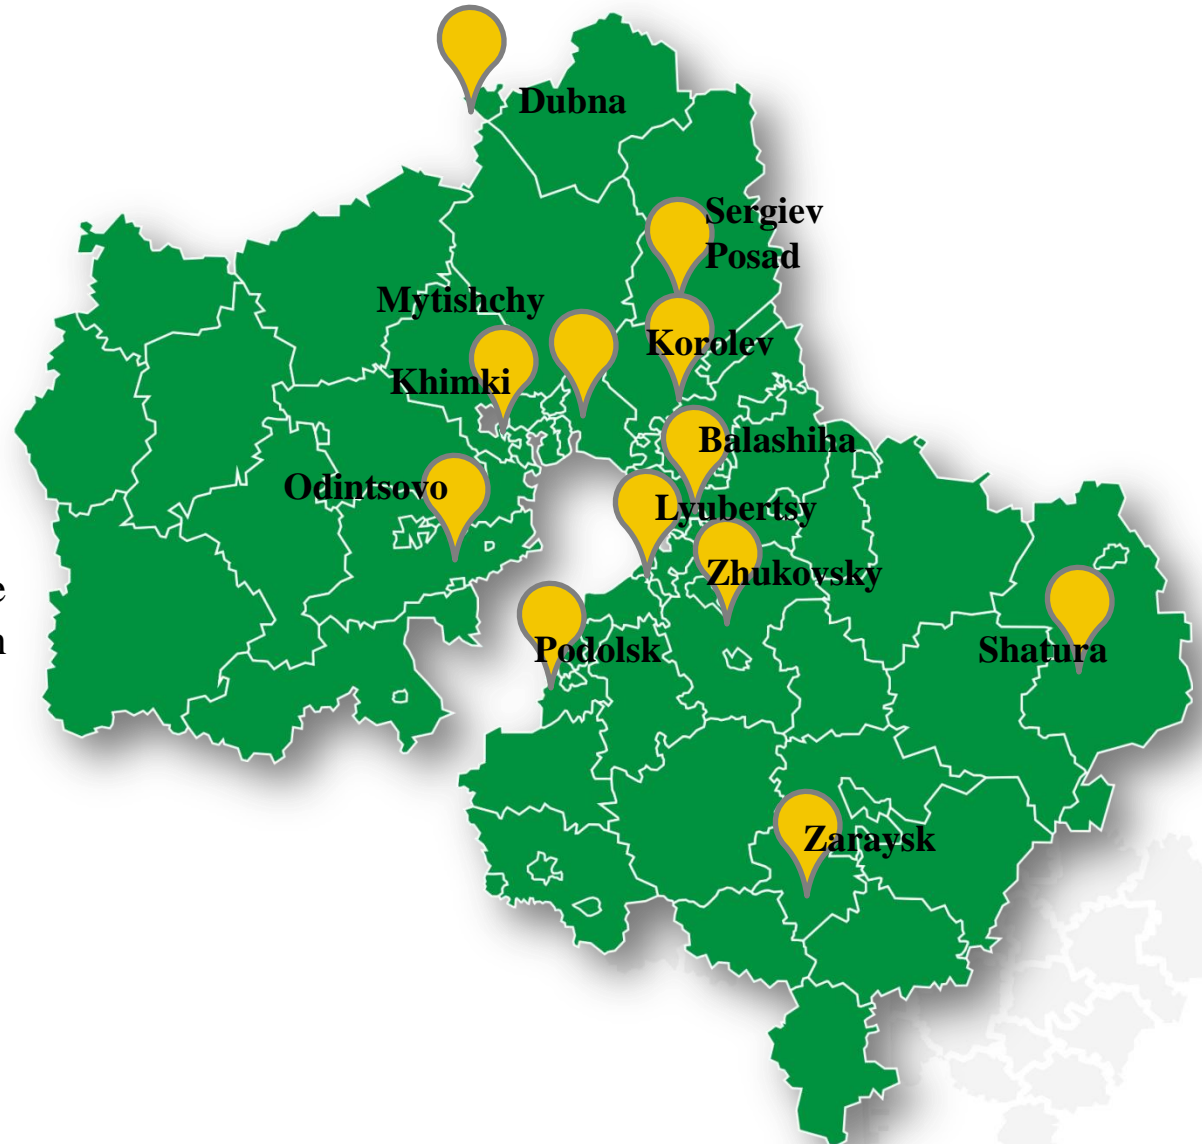 Dubna
Sergiev
Posad
Mytishchy
Korolev
Khimki
Balashiha
Odintsovo
Lyubertsy
Zhukovsky
e
n
Podolsk
Shatura
Zaraysk